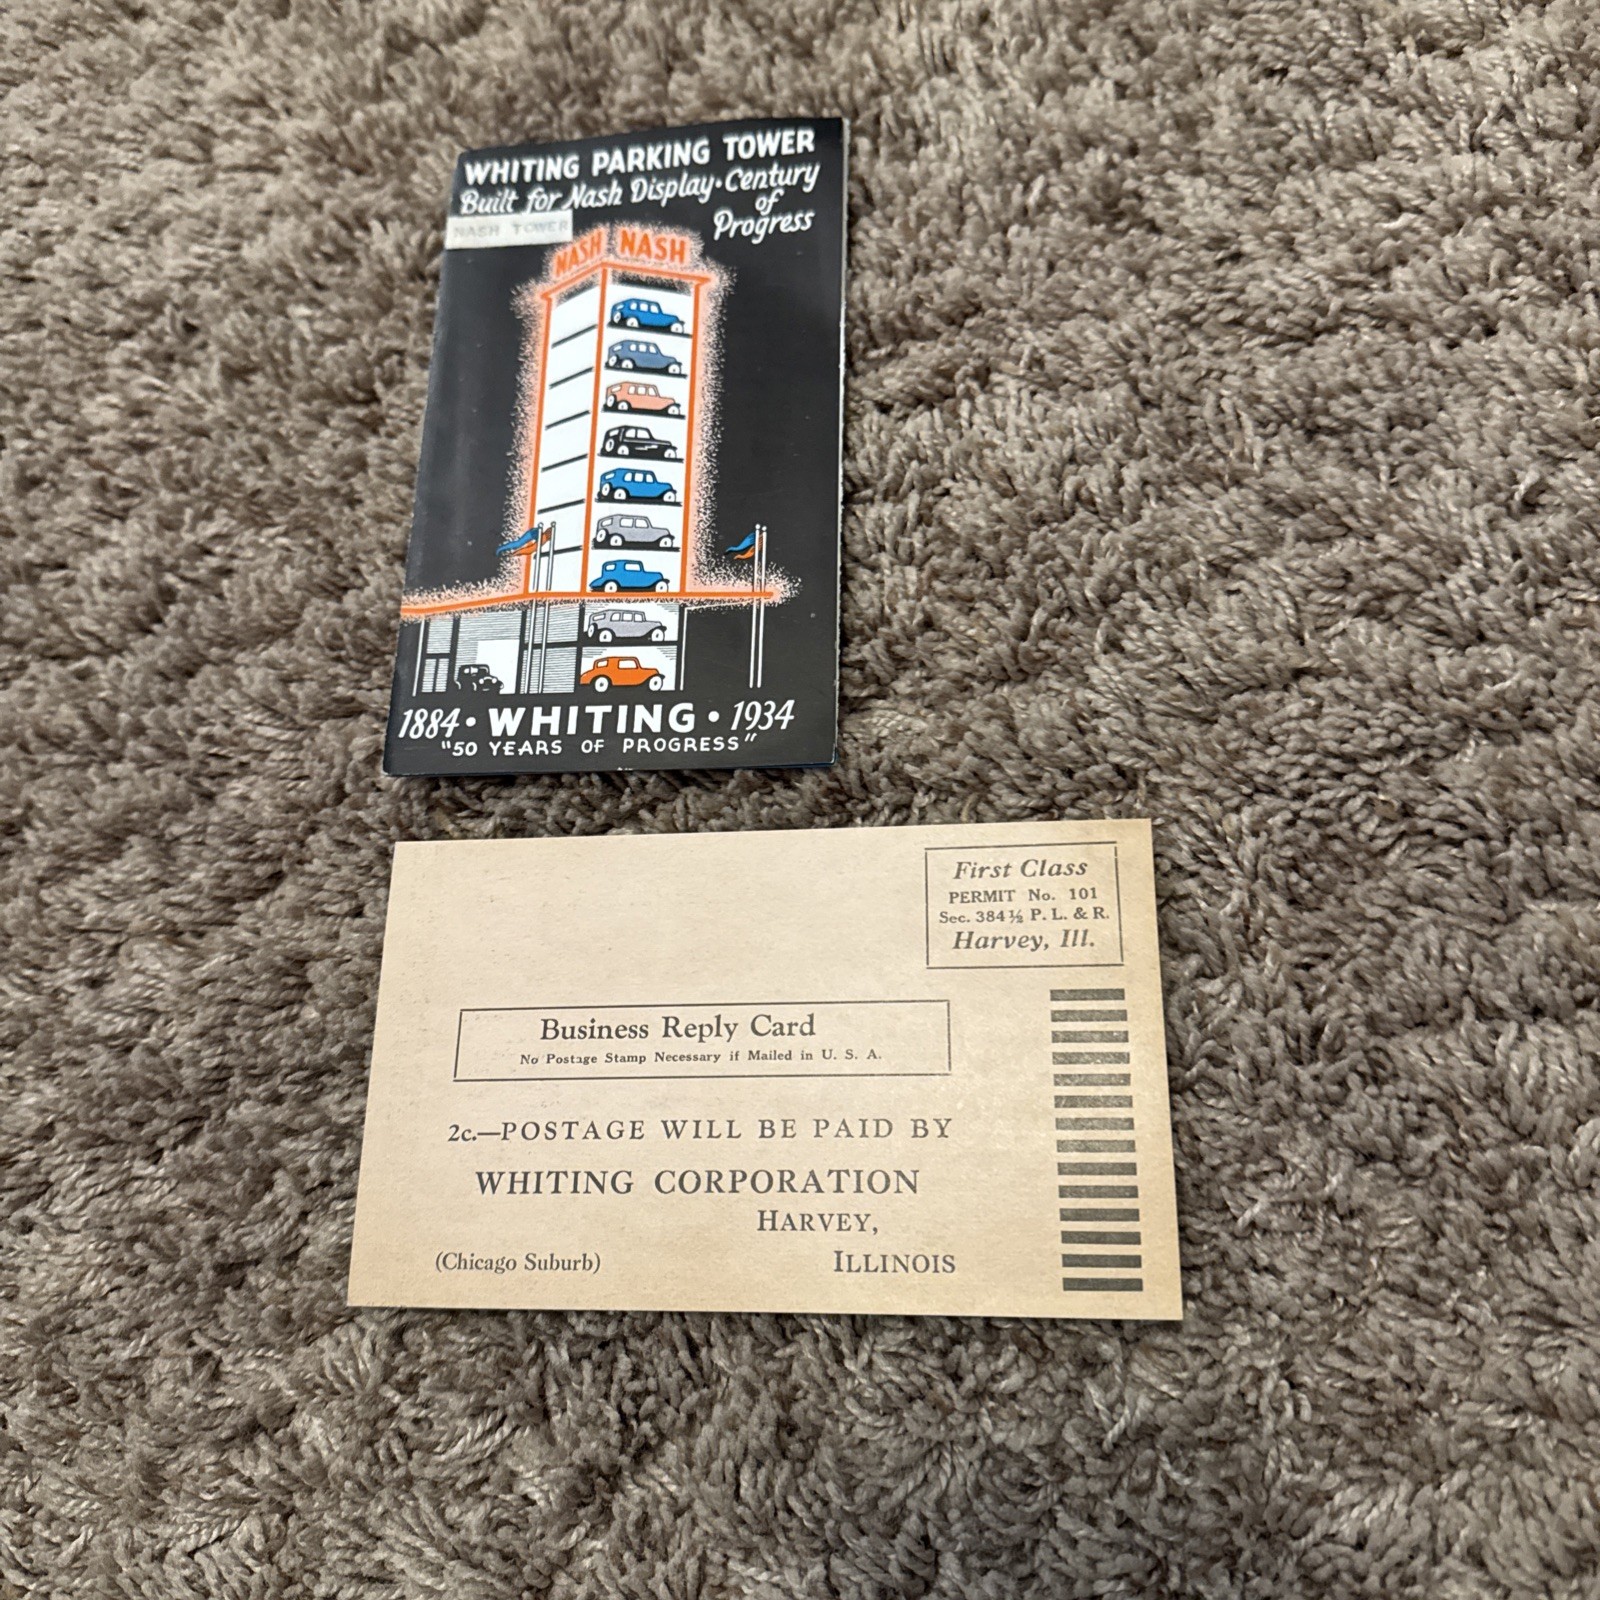 WHITING PARKING TOWER
Built for Nash Display • Century
of
Progress
NASH TOWER
NASH NASH
1884 • WHITING • 1934
"50 YEARS OF PROGRESS"
First Class
PERMIT No. 101
Sec. 384½ P. L. & R.
Harvey, Ill.
Business Reply Card
No Postage Stamp Necessary if Mailed in U. S. A.
2c.—POSTAGE WILL BE PAID BY
WHITING CORPORATION
HARVEY,
(Chicago Suburb) ILLINOIS